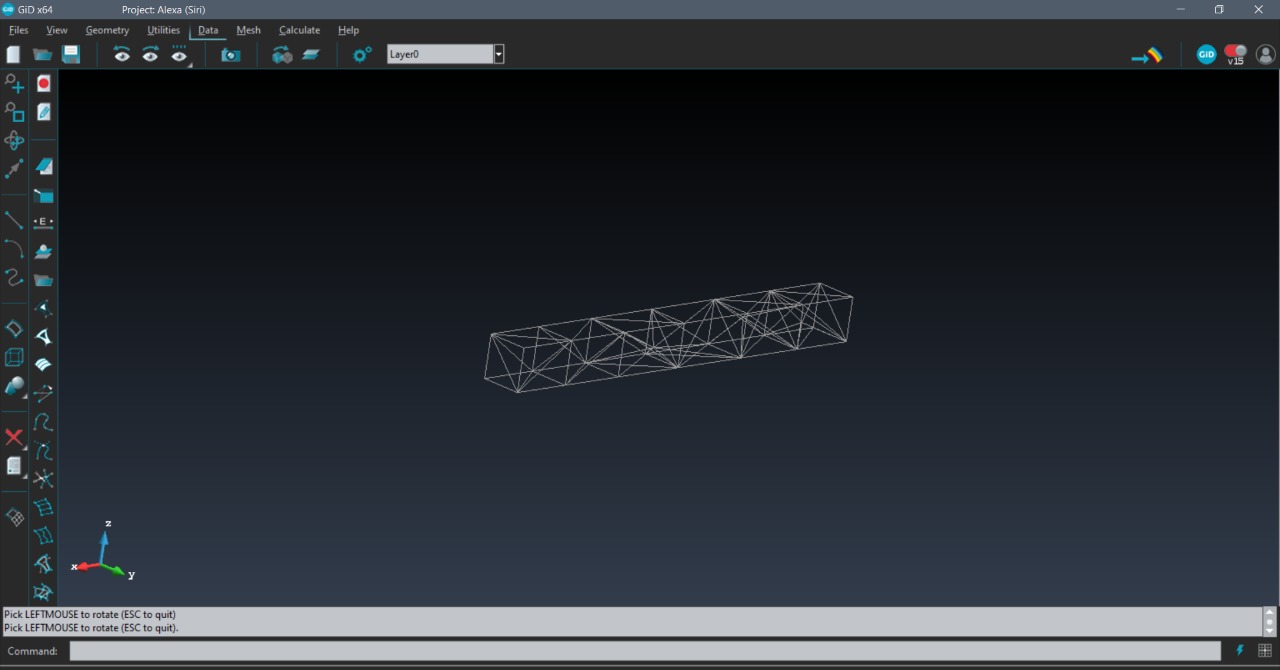 GiD x64 Project: Alexa (Siri)
Files View Geometry Utilities Data Mesh Calculate Help
Layer0
GiD
v15
E
z
x
y
Pick LEFTMOUSE to rotate (ESC to quit)
Pick LEFTMOUSE to rotate (ESC to quit).
Command: